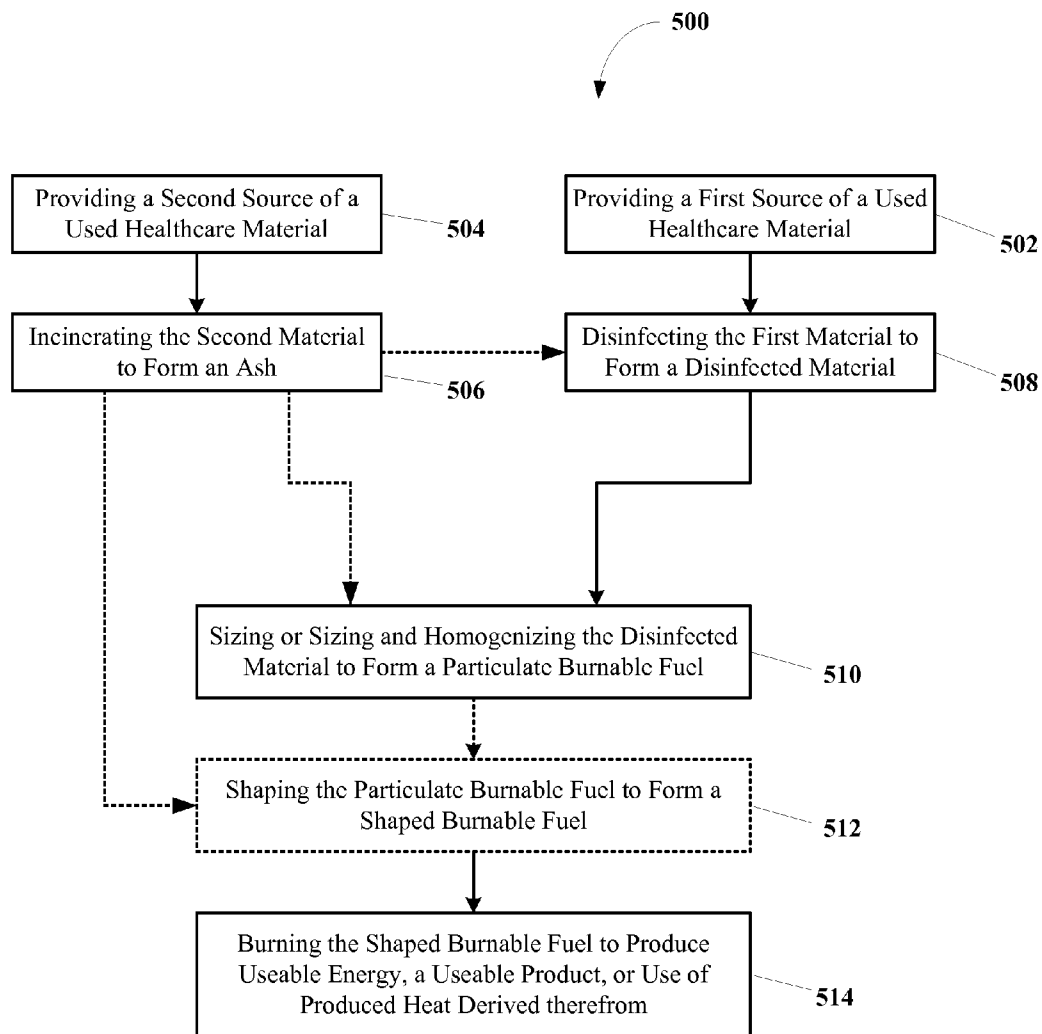 500
Providing a Second Source of a
Used Healthcare Material
504
Providing a First Source of a Used
Healthcare Material
502
Incinerating the Second Material
to Form an Ash
506
Disinfecting the First Material to
Form a Disinfected Material
508
Sizing or Sizing and Homogenizing the Disinfected
Material to Form a Particulate Burnable Fuel
510
Shaping the Particulate Burnable Fuel to Form a
Shaped Burnable Fuel
512
Burning the Shaped Burnable Fuel to Produce
Useable Energy, a Useable Product, or Use of
Produced Heat Derived therefrom
514